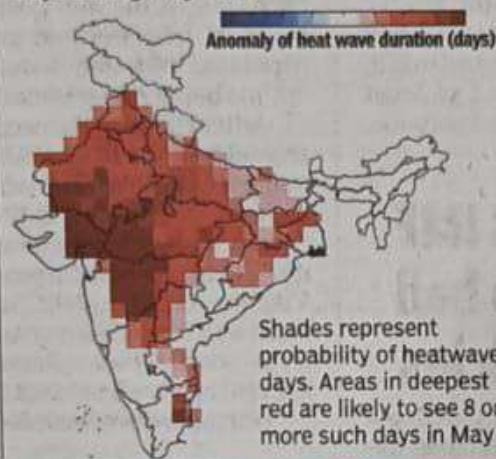 Anomaly of heat wave duration (days)
Shades represent
probability of heatwave
days. Areas in deepest
red are likely to see 8 or
more such days in May